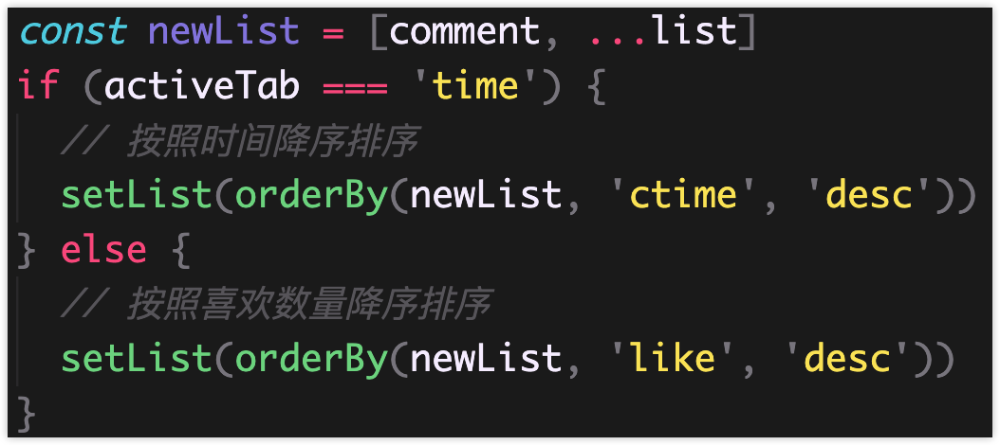 const newList = [comment, ...list]
if (activeTab === 'time') {
// 按照时间降序排序
setList(orderBy(newList, 'ctime', 'desc'))
} else {
// 按照喜欢数量降序排序
setList(orderBy(newList, 'like', 'desc'))
}